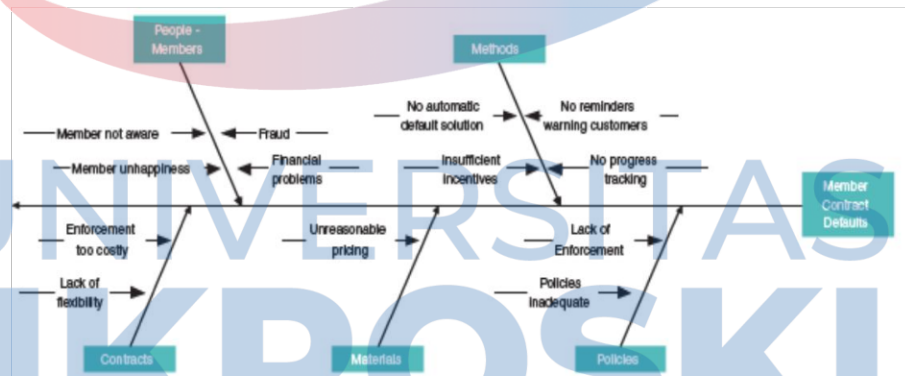 People -
Members
Methods
No automatic
default solution
No reminders
warning customers
Member not aware
Fraud
Member unhappiness
Financial
problems
Insufficient
incentives
No progress
tracking
Member
Contract
Defaults
Enforcement
too costly
Unreasonable
pricing
Lack of
Enforcement
Lack of
flexibility
Policies
inadequate
Contracts
Materials
Policies
UNIVERSITAS
MIKROSKIL